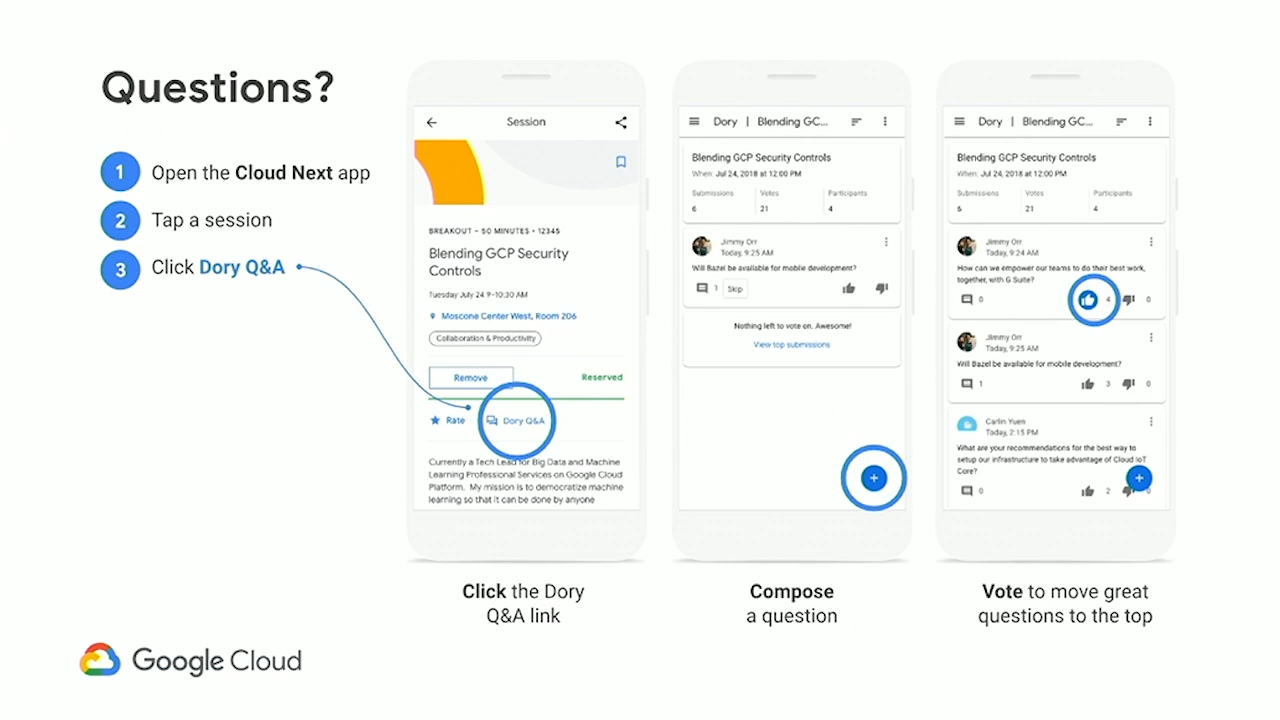 Questions?
1 Open the Cloud Next app
2 Tap a session
3 Click Dory Q&A
Session
BREAKOUT – 50 MINUTES • 12345
Blending GCP Security
Controls
Tuesday July 24 9-10:30 AM
Moscone Center West, Room 206
Collaboration & Productivity
Remove Reserved
Rate Dory Q&A
Currently a Tech Lead for Big Data and Machine
Learning Professional Services on Google Cloud
Platform. My mission is to democratize machine
learning so that it can be done by anyone
Click the Dory
Q&A link
Dory | Blending GC...
Blending GCP Security Controls
When: Jul 24, 2018 at 12:00 PM
Submissions Votes Participants
6 21 4
Jimmy Orr
Today, 9:25 AM
Will Bazel be available for mobile development?
1 Skip
Nothing left to vote on. Awesome!
View top submissions
+
Compose
a question
Dory | Blending GC...
Blending GCP Security Controls
When: Jul 24, 2018 at 12:00 PM
Submissions Votes Participants
6 21 4
Jimmy Orr
Today, 9:24 AM
How can we empower our teams to do their best work,
together, with G Suite?
0 4 0
Jimmy Orr
Today, 9:25 AM
Will Bazel be available for mobile development?
1 3 0
Carlin Yuen
Today, 2:15 PM
What are your recommendations for the best way to
setup our infrastructure to take advantage of Cloud IoT
Core?
+
0 2 0
Vote to move great
questions to the top
Google Cloud